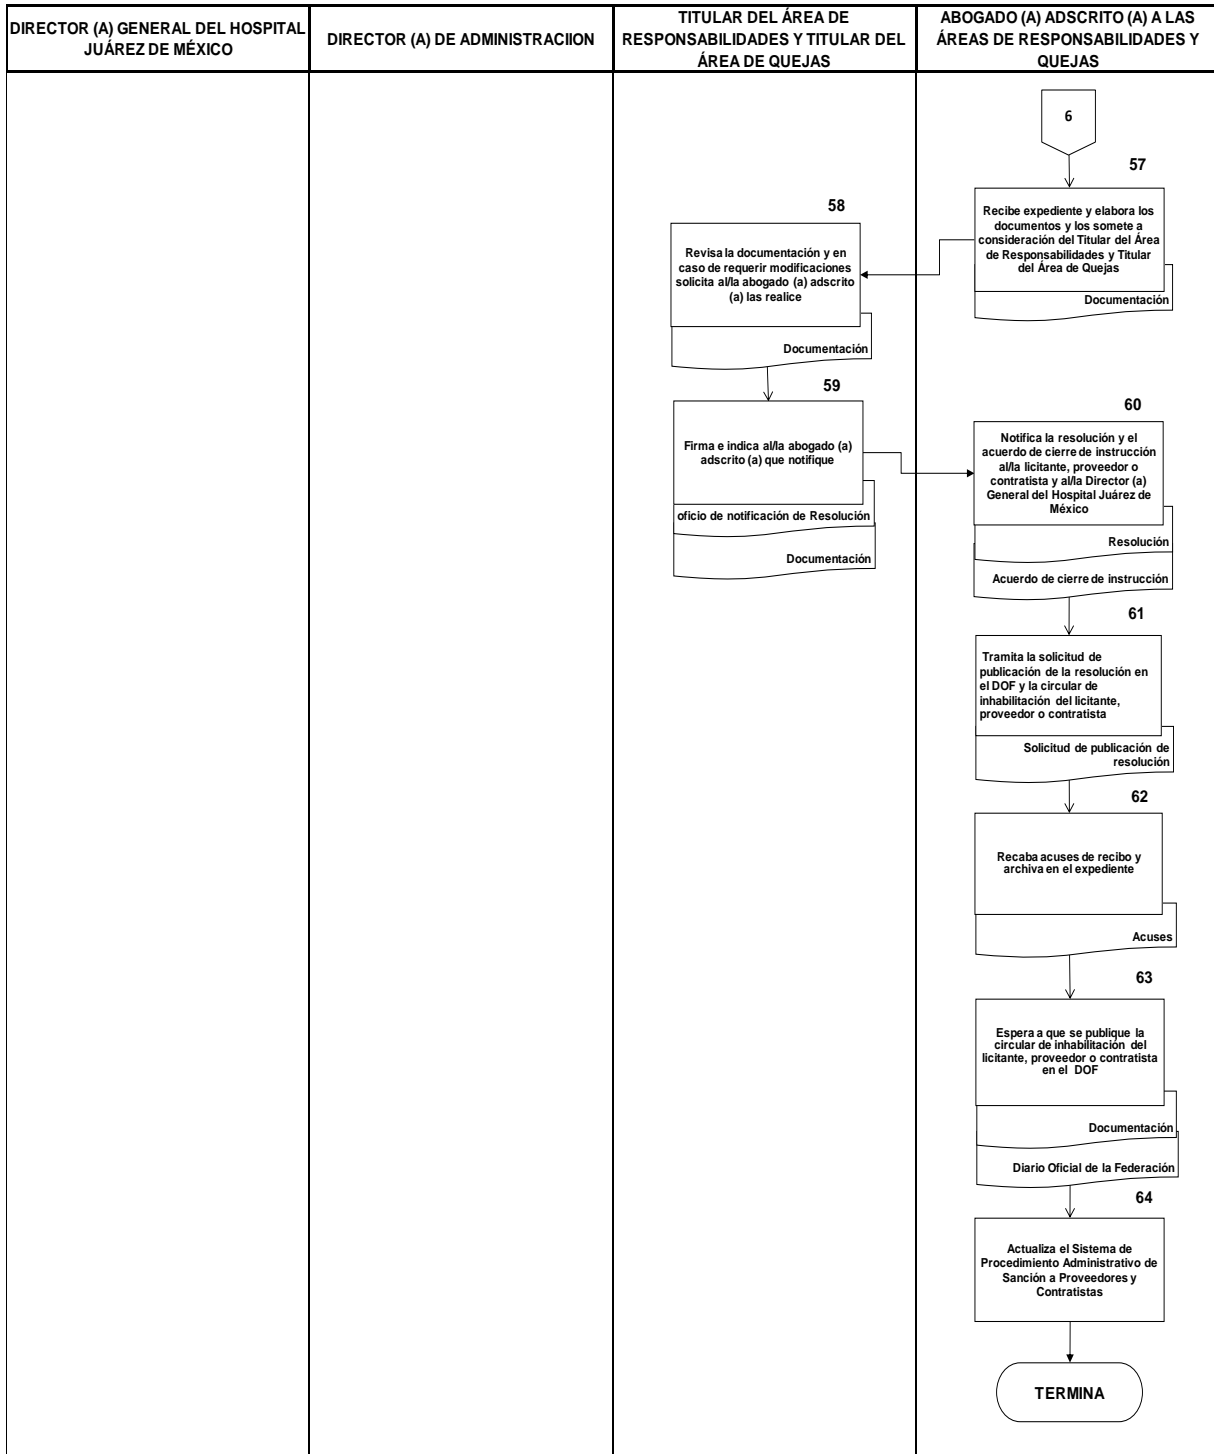 DIRECTOR (A) GENERAL DEL HOSPITAL
JUÁREZ DE MÉXICO
DIRECTOR (A) DE ADMINISTRACIION
TITULAR DEL ÁREA DE
RESPONSABILIDADES Y TITULAR DEL
ÁREA DE QUEJAS
ABOGADO (A) ADSCRITO (A) A LAS
ÁREAS DE RESPONSABILIDADES Y
QUEJAS
6
57
Recibe expediente y elabora los
documentos y los somete a
consideración del Titular del Área
de Responsabilidades y Titular
del Área de Quejas
Documentación
58
Revisa la documentación y en
caso de requerir modificaciones
solicita al/la abogado (a) adscrito
(a) las realice
Documentación
59
Firma e indica al/la abogado (a)
adscrito (a) que notifique
oficio de notificación de Resolución
Documentación
60
Notifica la resolución y el
acuerdo de cierre de instrucción
al/la licitante, proveedor o
contratista y al/la Director (a)
General del Hospital Juárez de
México
Resolución
Acuerdo de cierre de instrucción
61
Tramita la solicitud de
publicación de la resolución en
el DOF y la circular de
inhabilitación del licitante,
proveedor o contratista
Solicitud de publicación de
resolución
62
Recaba acuses de recibo y
archiva en el expediente
Acuses
63
Espera a que se publique la
circular de inhabilitación del
licitante, proveedor o contratista
en el DOF
Documentación
Diario Oficial de la Federación
64
Actualiza el Sistema de
Procedimiento Administrativo de
Sanción a Proveedores y
Contratistas
TERMINA